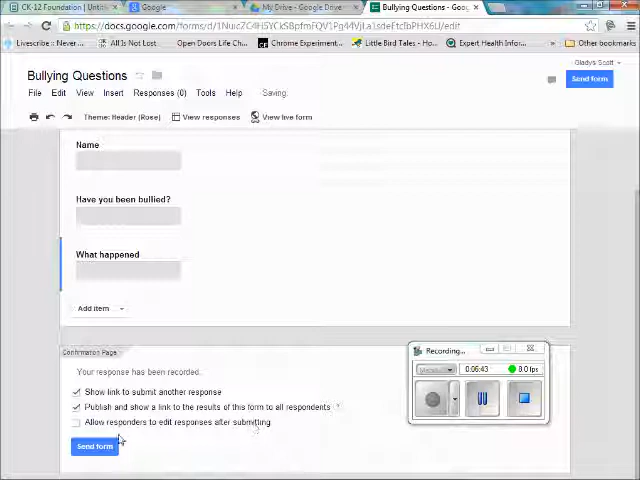 CK-12 Foundation | Untitl
Google
My Drive - Google Drive
Bullying Questions - Goo
https://docs.google.com/forms/d/
/edit
Livescribe :: Never ...
All Is Not Lost
Open Doors Life Ch...
Chrome Experiment...
Little Bird Tales - Ho...
Expert Health Infor...
Other bookmarks
Gladys Scott
Bullying Questions
Send form
File Edit View Insert Responses (0) Tools Help Saving.
Theme: Header (Rose) View responses View live form
Name
Have you been bullied?
What happened
Add item
Confirmation Page
Your response has been recorded.
Show link to submit another response
Publish and show a link to the results of this form to all respondents ?
Allow responders to edit responses after submitting
Send form
Recording...
0:06:43
8.0 fps